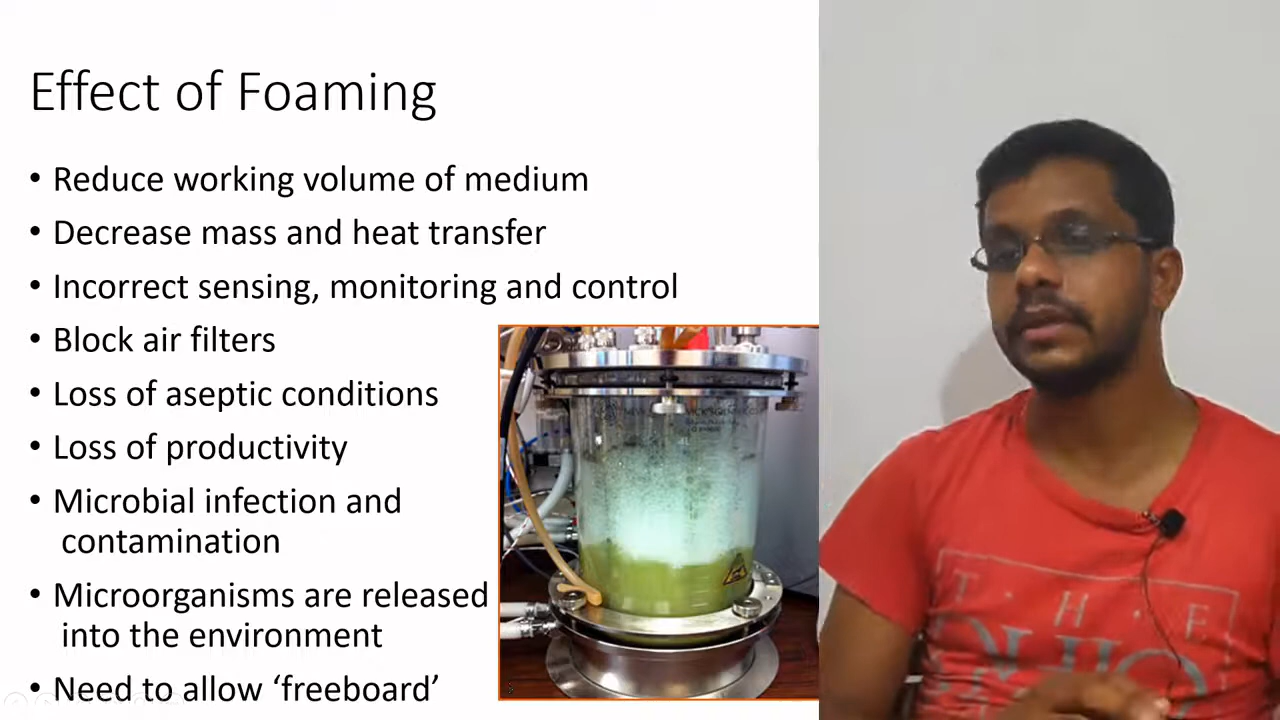 Effect of Foaming
• Reduce working volume of medium
• Decrease mass and heat transfer
• Incorrect sensing, monitoring and control
• Block air filters
• Loss of aseptic conditions
• Loss of productivity
• Microbial infection and
contamination
• Microorganisms are released
into the environment
• Need to allow ‘freeboard’
T · H · E